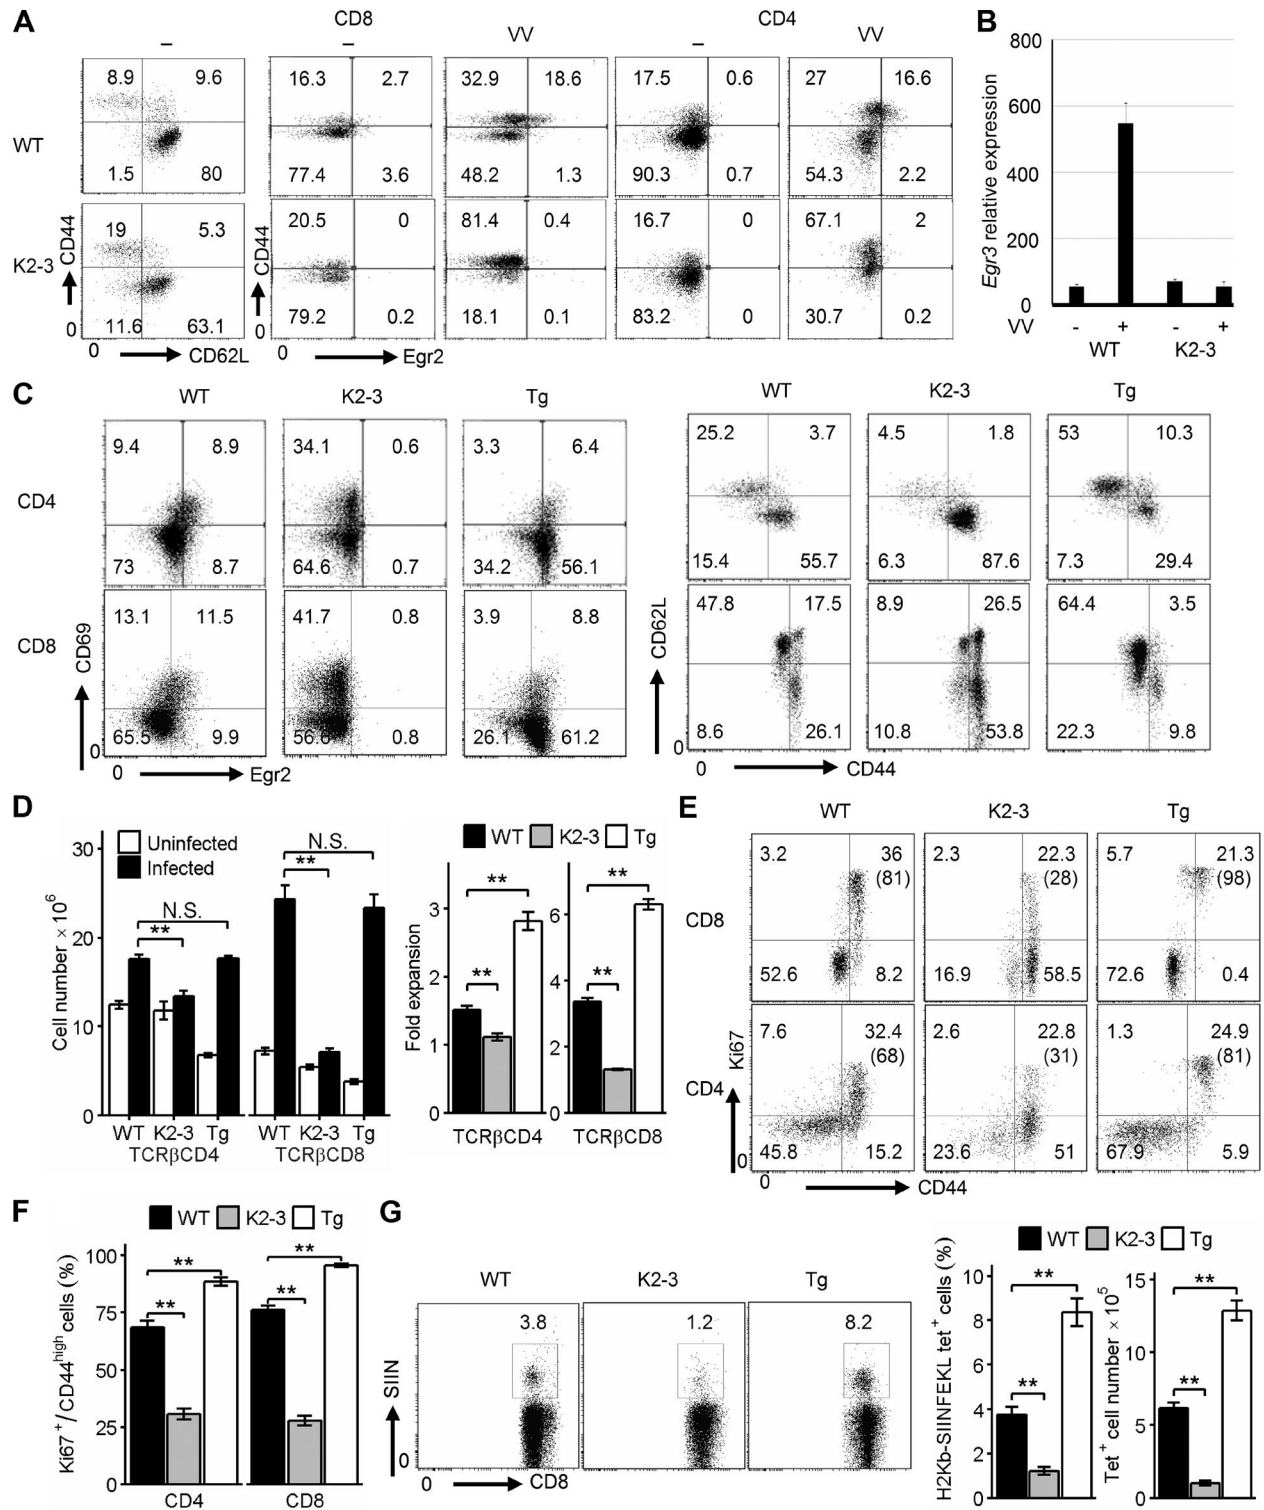 A
CD8
CD4
–
–
VV
–
VV
WT
8.9 9.6
1.5 80
16.3 2.7
77.4 3.6
32.9 18.6
48.2 1.3
17.5 0.6
90.3 0.7
27 16.6
54.3 2.2
K2-3
19 5.3
11.6 63.1
20.5 0
79.2 0.2
81.4 0.4
18.1 0.1
16.7 0
83.2 0
67.1 2
30.7 0.2
CD44
0
0
CD62L
CD44
0
0
Egr2
B
Egr3 relative expression
800
600
400
200
0
VV - + - +
WT K2-3
C
WT K2-3 Tg
CD4
9.4 8.9
73 8.7
34.1 0.6
64.6 0.7
3.3 6.4
34.2 56.1
CD8
13.1 11.5
65.5 9.9
41.7 0.8
56.6 0.8
3.9 8.8
26.1 61.2
CD69
0
0
Egr2
WT K2-3 Tg
25.2 3.7
15.4 55.7
4.5 1.8
6.3 87.6
53 10.3
7.3 29.4
47.8 17.5
8.6 26.1
8.9 26.5
10.8 53.8
64.4 3.5
22.3 9.8
CD62L
0
0
CD44
D
Uninfected
Infected
Cell number × 10⁶
30
20
10
0
N.S.
**
N.S.
**
WT K2-3 Tg
TCRβCD4
WT K2-3 Tg
TCRβCD8
WT K2-3 Tg
Fold expansion
3
2
1
0
**
**
TCRβCD4
6
4
2
0
**
**
TCRβCD8
E
WT K2-3 Tg
CD8
3.2 36
(81)
52.6 8.2
2.3 22.3
(28)
16.9 58.5
5.7 21.3
(98)
72.6 0.4
CD4
7.6 32.4
(68)
45.8 15.2
2.6 22.8
(31)
23.6 51
1.3 24.9
(81)
67.9 5.9
Ki67
0
0
CD44
F
WT K2-3 Tg
Ki67⁺/CD44ʰⁱᵍʰ cells (%)
100
75
50
25
0
**
**
**
**
CD4 CD8
G
WT K2-3 Tg
3.8 1.2 8.2
SIIN
0
0
CD8
WT K2-3 Tg
H2Kb-SIINFEKL tet⁺ cells (%)
10
8
6
4
2
0
**
**
Tet⁺ cell number × 10⁵
15
10
5
0
**
**